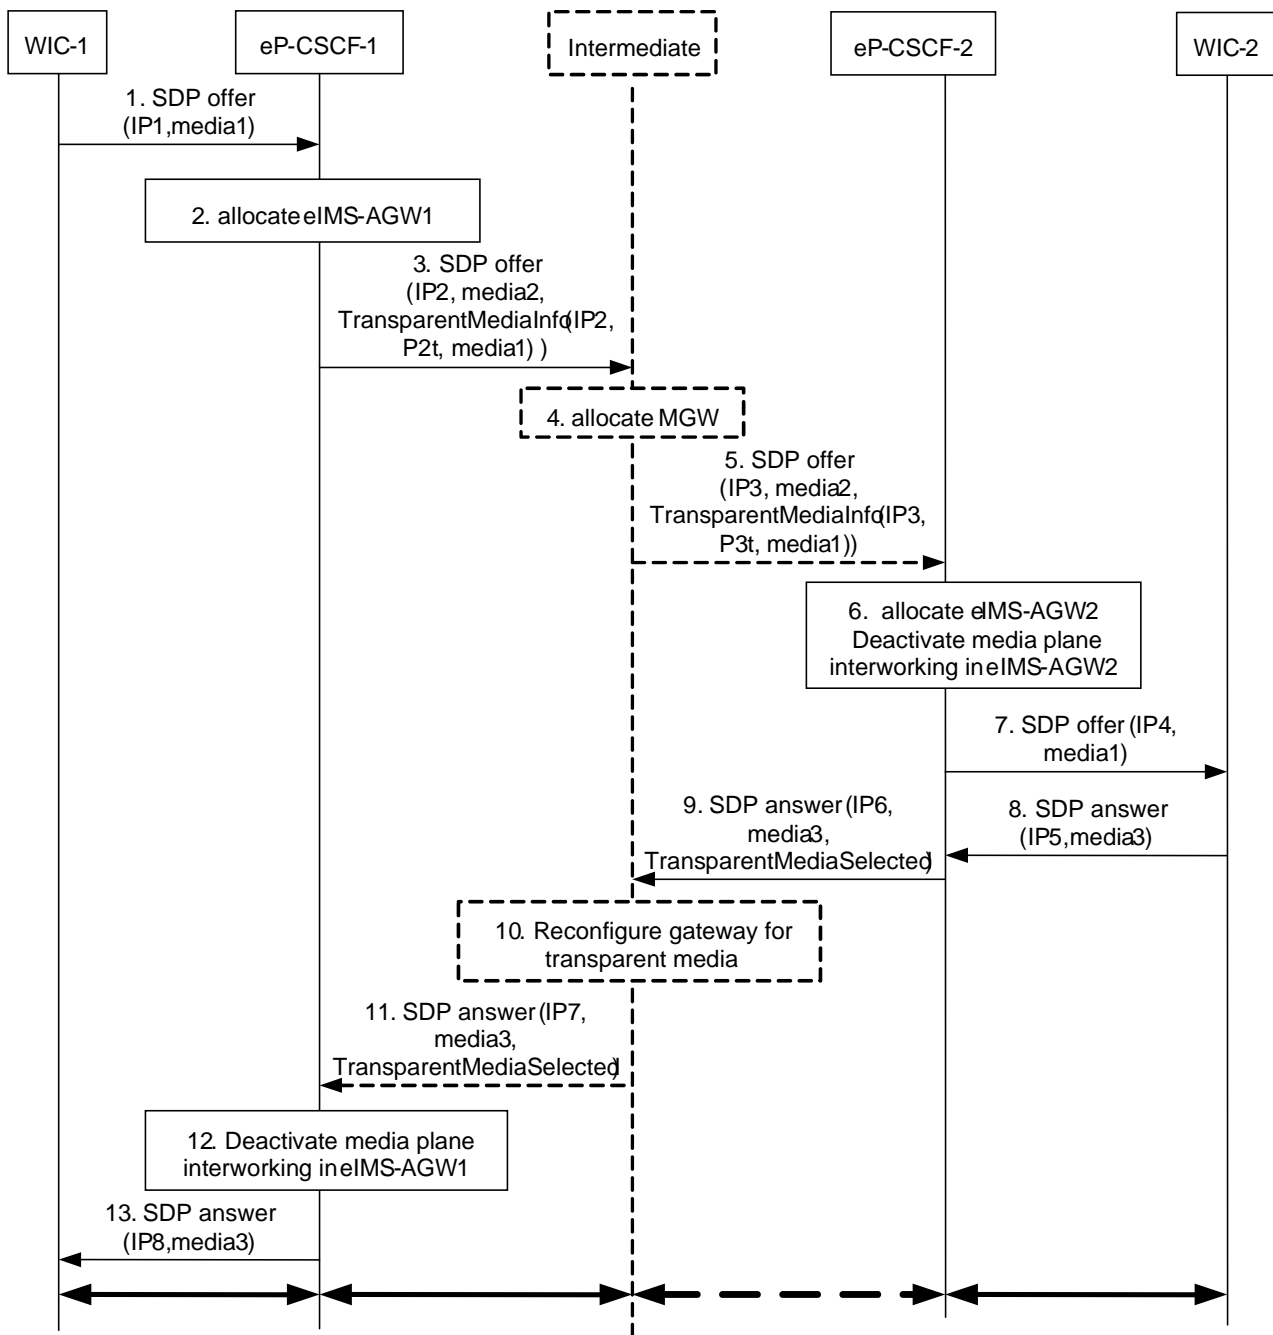 WIC-1
eP-CSCF-1
Intermediate
eP-CSCF-2
WIC-2
1. SDP offer
(IP1,media1)
2. allocate eIMS-AGW1
3. SDP offer
(IP2, media2,
TransparentMediaInfo(IP2,
P2t, media1) )
4. allocate MGW
5. SDP offer
(IP3, media2,
TransparentMediaInfo(IP3,
P3t, media1))
6. allocate eIMS-AGW2
Deactivate media plane
interworking in eIMS-AGW2
7. SDP offer (IP4,
media1)
8. SDP answer
(IP5,media3)
9. SDP answer (IP6,
media3,
TransparentMediaSelected)
10. Reconfigure gateway for
transparent media
11. SDP answer (IP7,
media3,
TransparentMediaSelected)
12. Deactivate media plane
interworking in eIMS-AGW1
13. SDP answer
(IP8,media3)